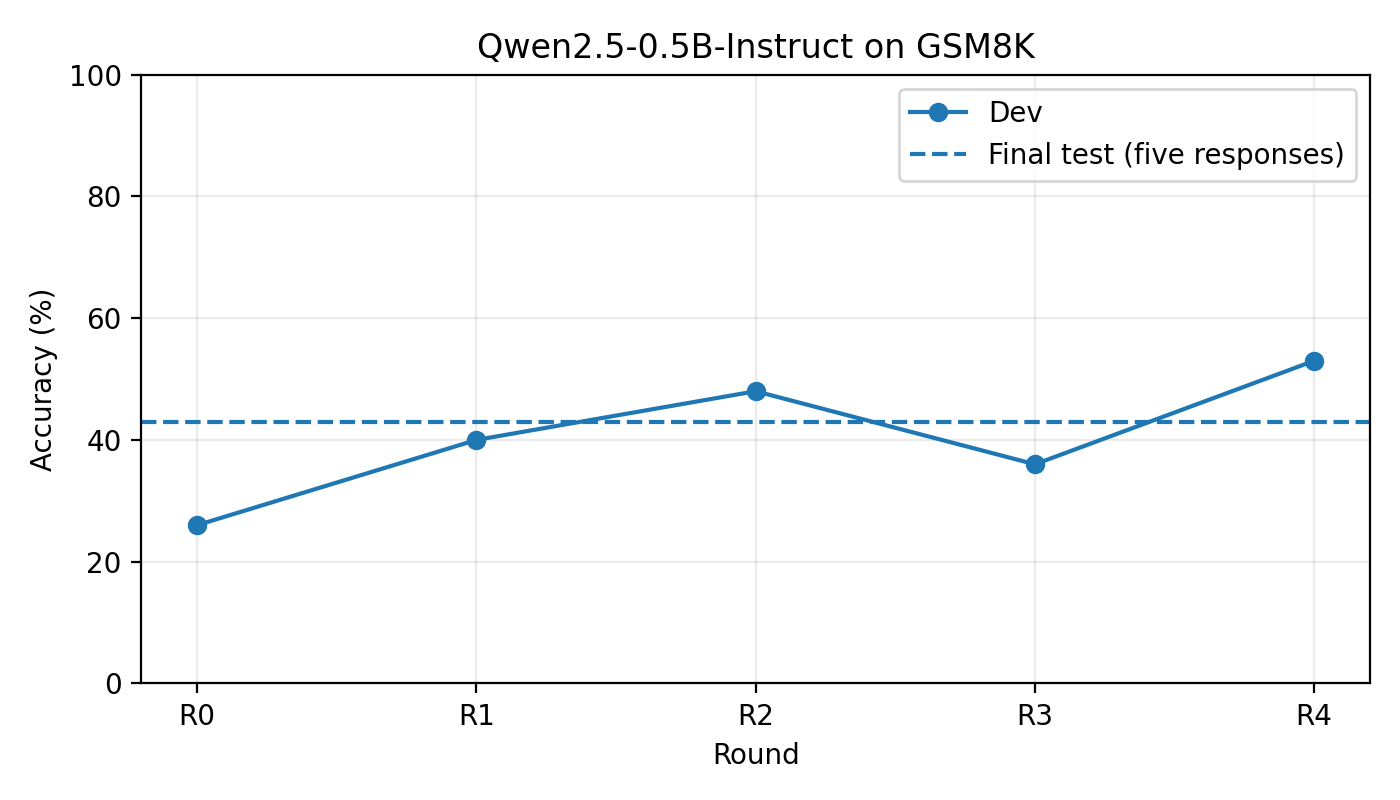 Qwen2.5-0.5B-Instruct on GSM8K
100
80
60
40
20
0
Accuracy (%)
Dev
Final test (five responses)
R0
R1
R2
R3
R4
Round